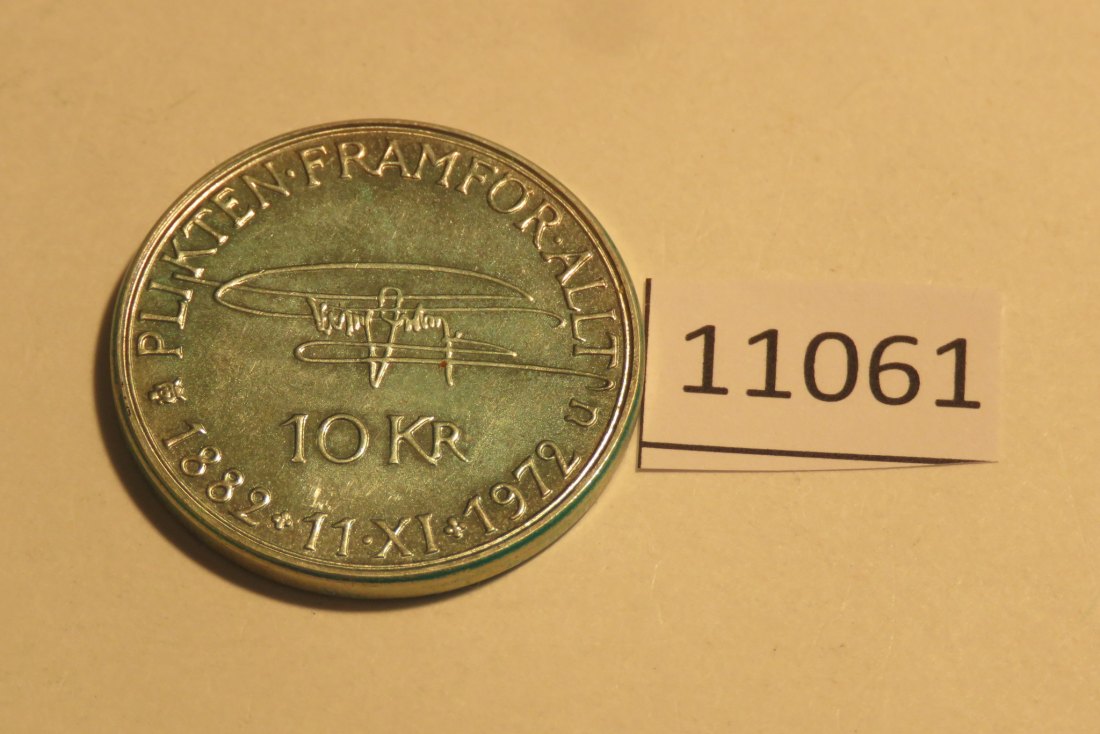 PLIKTEN·FRAMFÖR·ALLT
10 KR
1882 11·XI 1972
11061